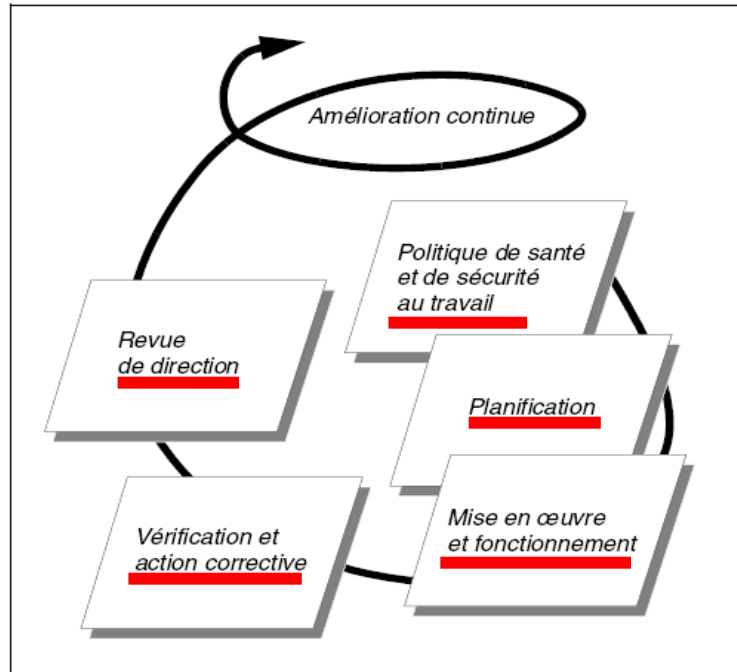 Amélioration continue
Politique de santé
et de sécurité
au travail
Planification
Mise en œuvre
et fonctionnement
Vérification et
action corrective
Revue
de direction